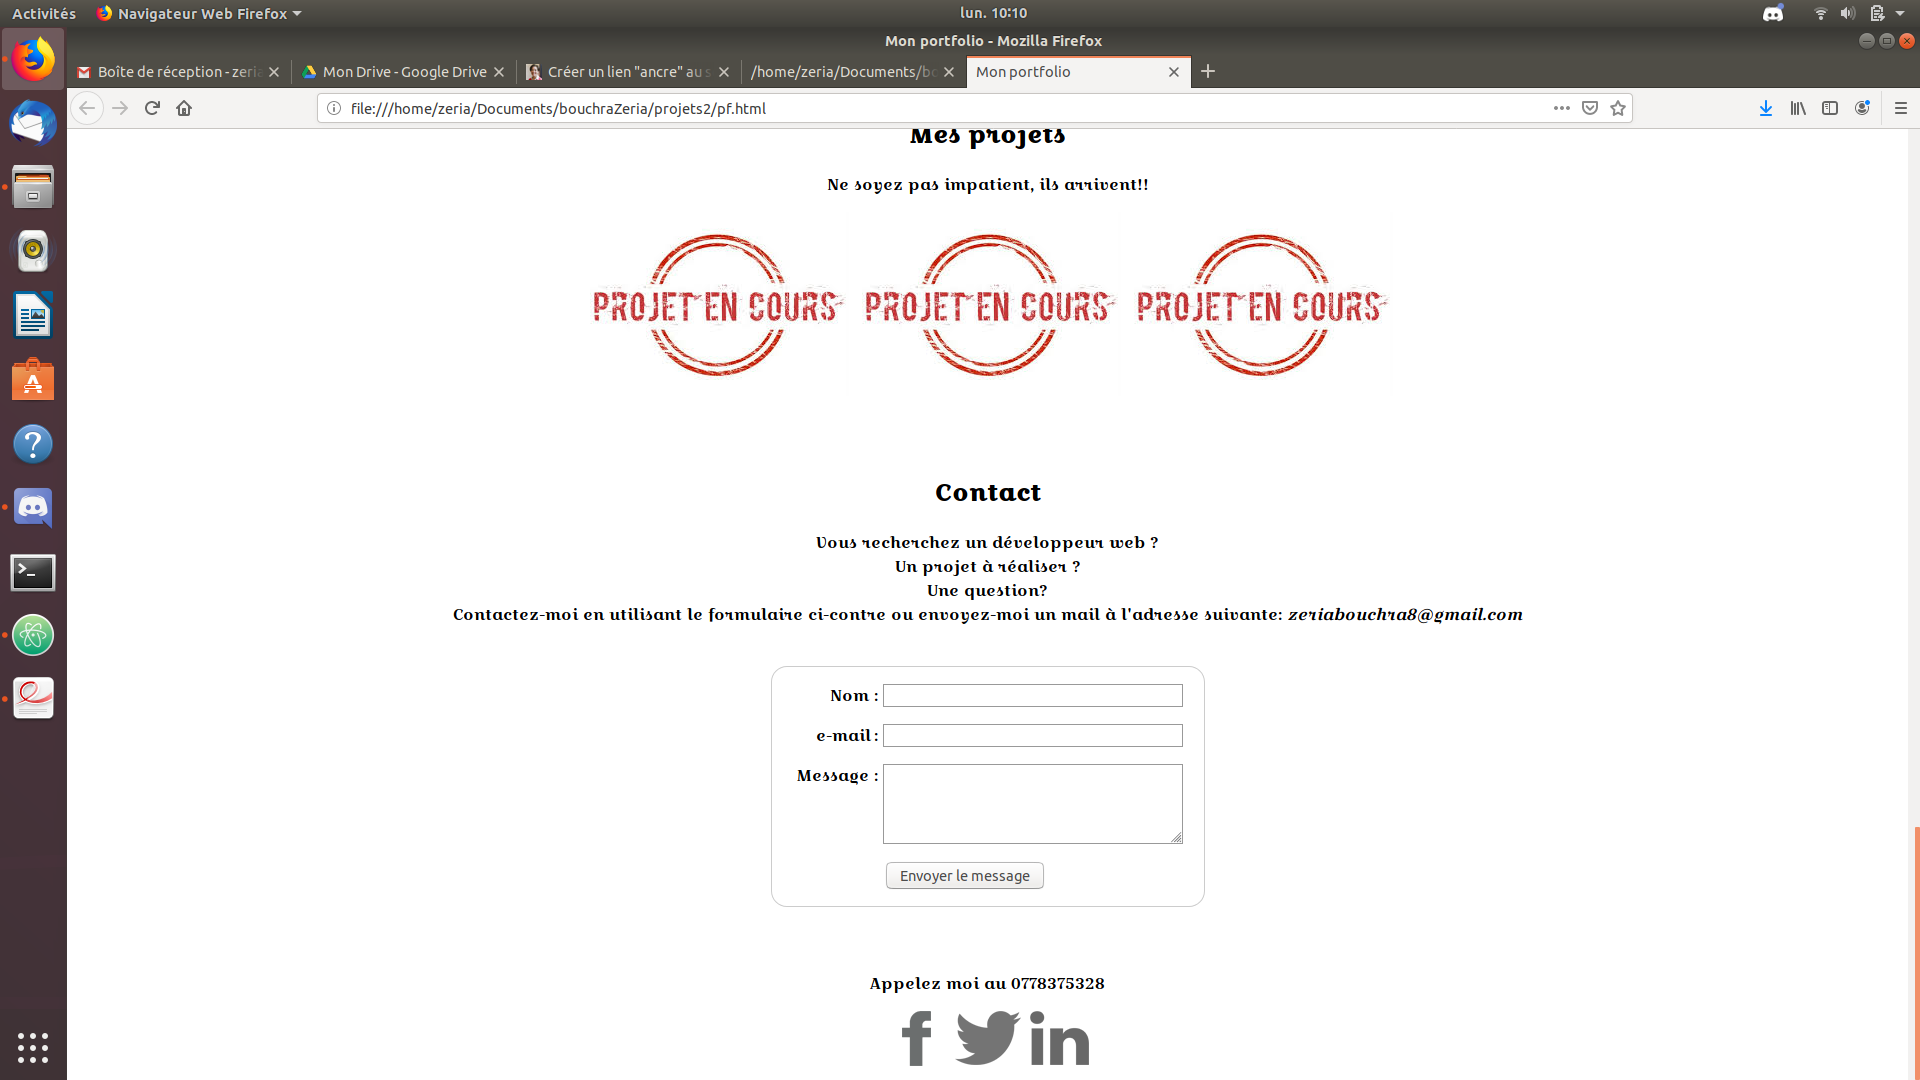 Activités
Navigateur Web Firefox
lun. 10:10
Mon portfolio - Mozilla Firefox
Boîte de réception - zeria
Mon Drive - Google Drive
Créer un lien "ancre" au s
/home/zeria/Documents/bo
Mon portfolio
file:///home/zeria/Documents/bouchraZeria/projets2/pf.html
Mes projets
Ne soyez pas impatient, ils arrivent!!
PROJET EN COURS
PROJET EN COURS
PROJET EN COURS
Contact
Vous recherchez un développeur web ?
Un projet à réaliser ?
Une question?
Contactez-moi en utilisant le formulaire ci-contre ou envoyez-moi un mail à l'adresse suivante: zeriabouchra8@gmail.com
Nom :
e-mail :
Message :
Envoyer le message
Appelez moi au 0778375328